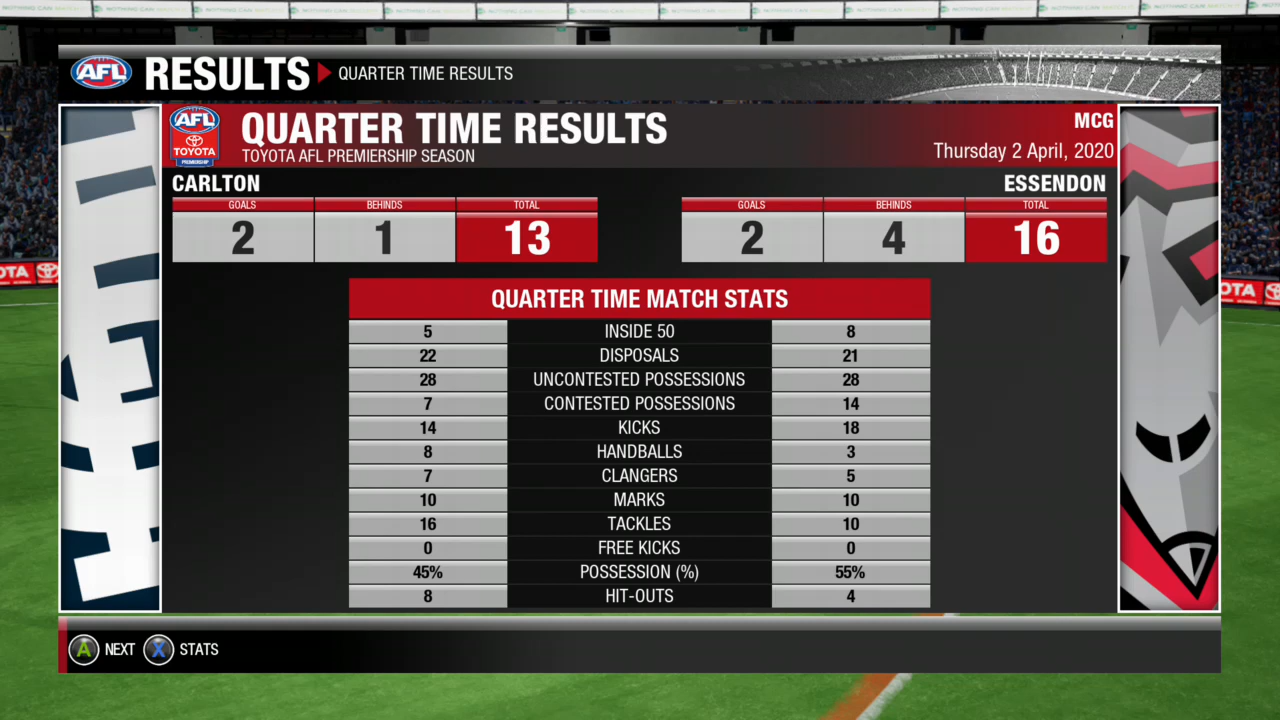 NOTHING CAN
AFL RESULTS QUARTER TIME RESULTS
AFL
TOYOTA
PREMIERSHIP
QUARTER TIME RESULTS
TOYOTA AFL PREMIERSHIP SEASON
MCG
Thursday 2 April, 2020
CARLTON
ESSENDON
GOALS BEHINDS TOTAL GOALS BEHINDS TOTAL
2 1 13 2 4 16
QUARTER TIME MATCH STATS
5 INSIDE 50 8
22 DISPOSALS 21
28 UNCONTESTED POSSESSIONS 28
7 CONTESTED POSSESSIONS 14
14 KICKS 18
8 HANDBALLS 3
7 CLANGERS 5
10 MARKS 10
16 TACKLES 10
0 FREE KICKS 0
45% POSSESSION (%) 55%
8 HIT-OUTS 4
OTA
OTA
A NEXT X STATS